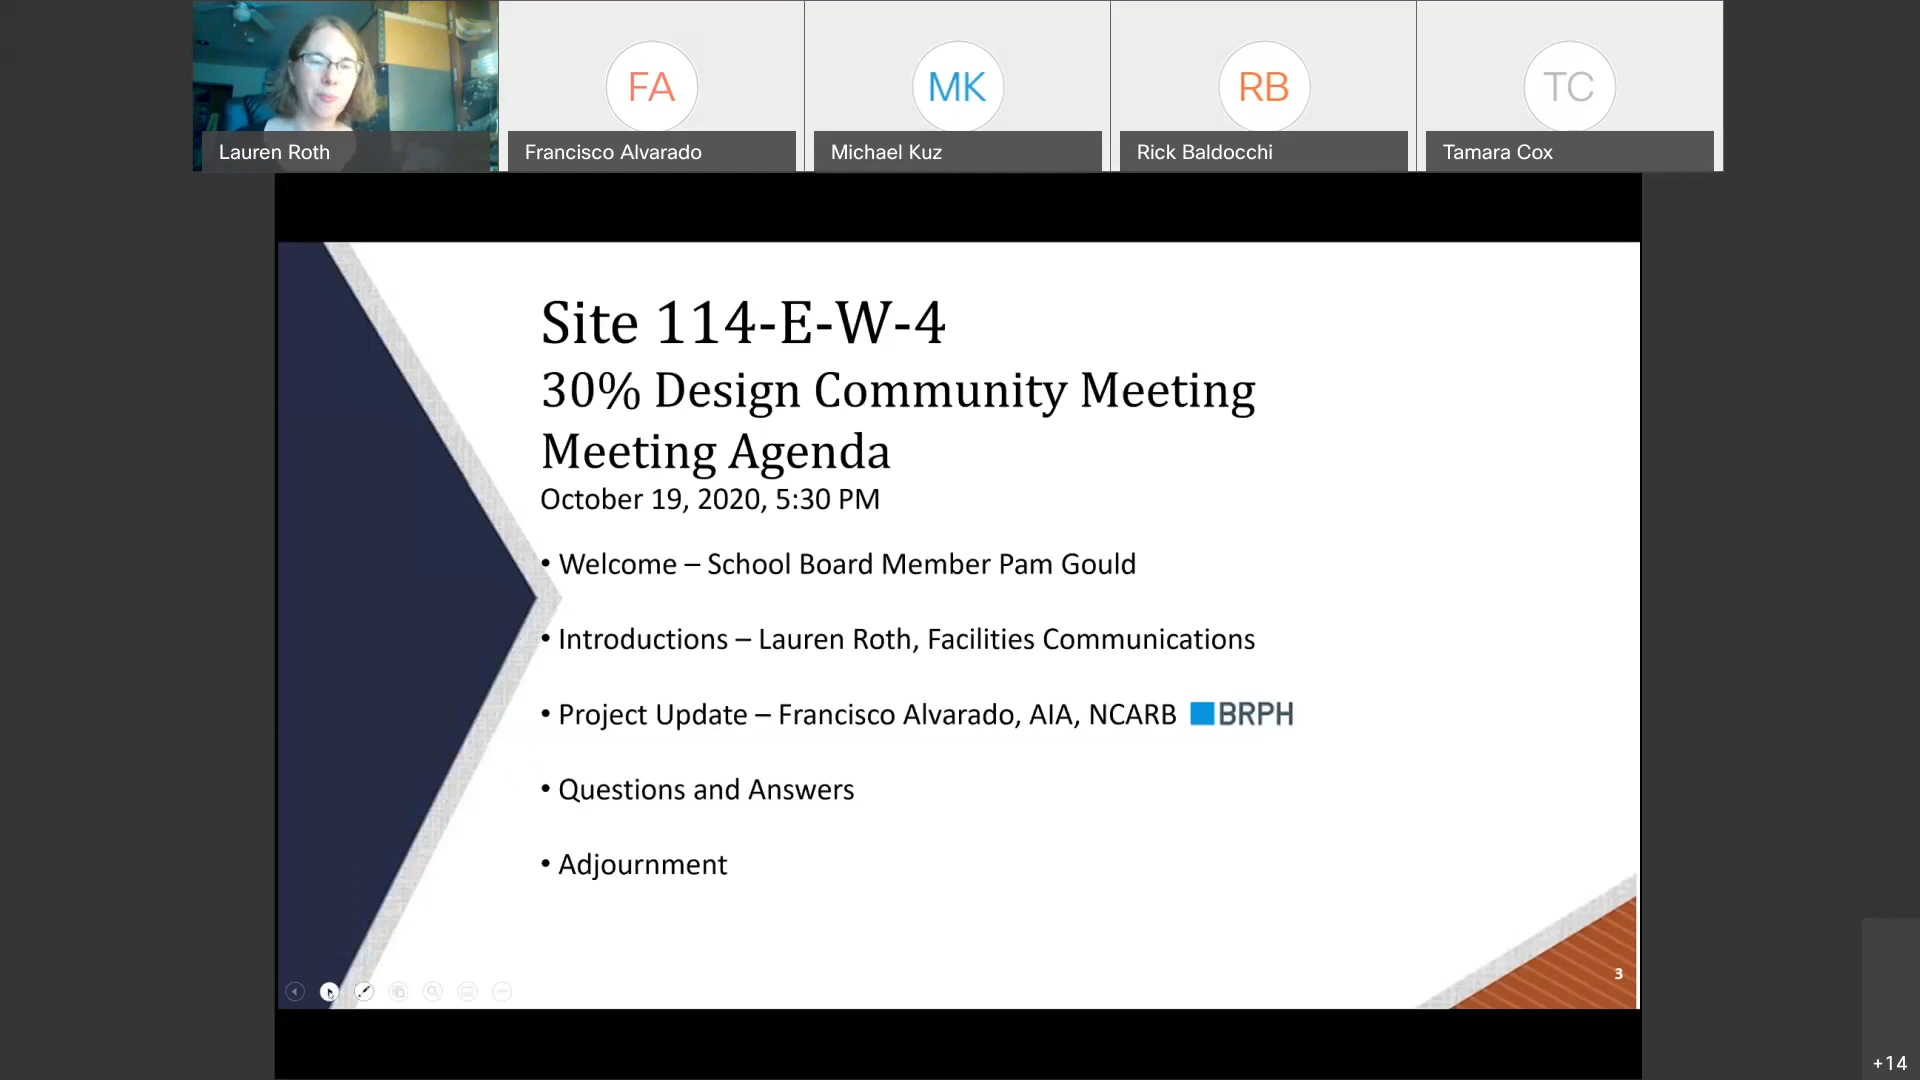 FA
MK
RB
TC
Lauren Roth
Francisco Alvarado
Michael Kuz
Rick Baldocchi
Tamara Cox
Site 114-E-W-4
30% Design Community Meeting
Meeting Agenda
October 19, 2020, 5:30 PM
• Welcome – School Board Member Pam Gould
• Introductions – Lauren Roth, Facilities Communications
• Project Update – Francisco Alvarado, AIA, NCARB BRPH
• Questions and Answers
• Adjournment
3
+14